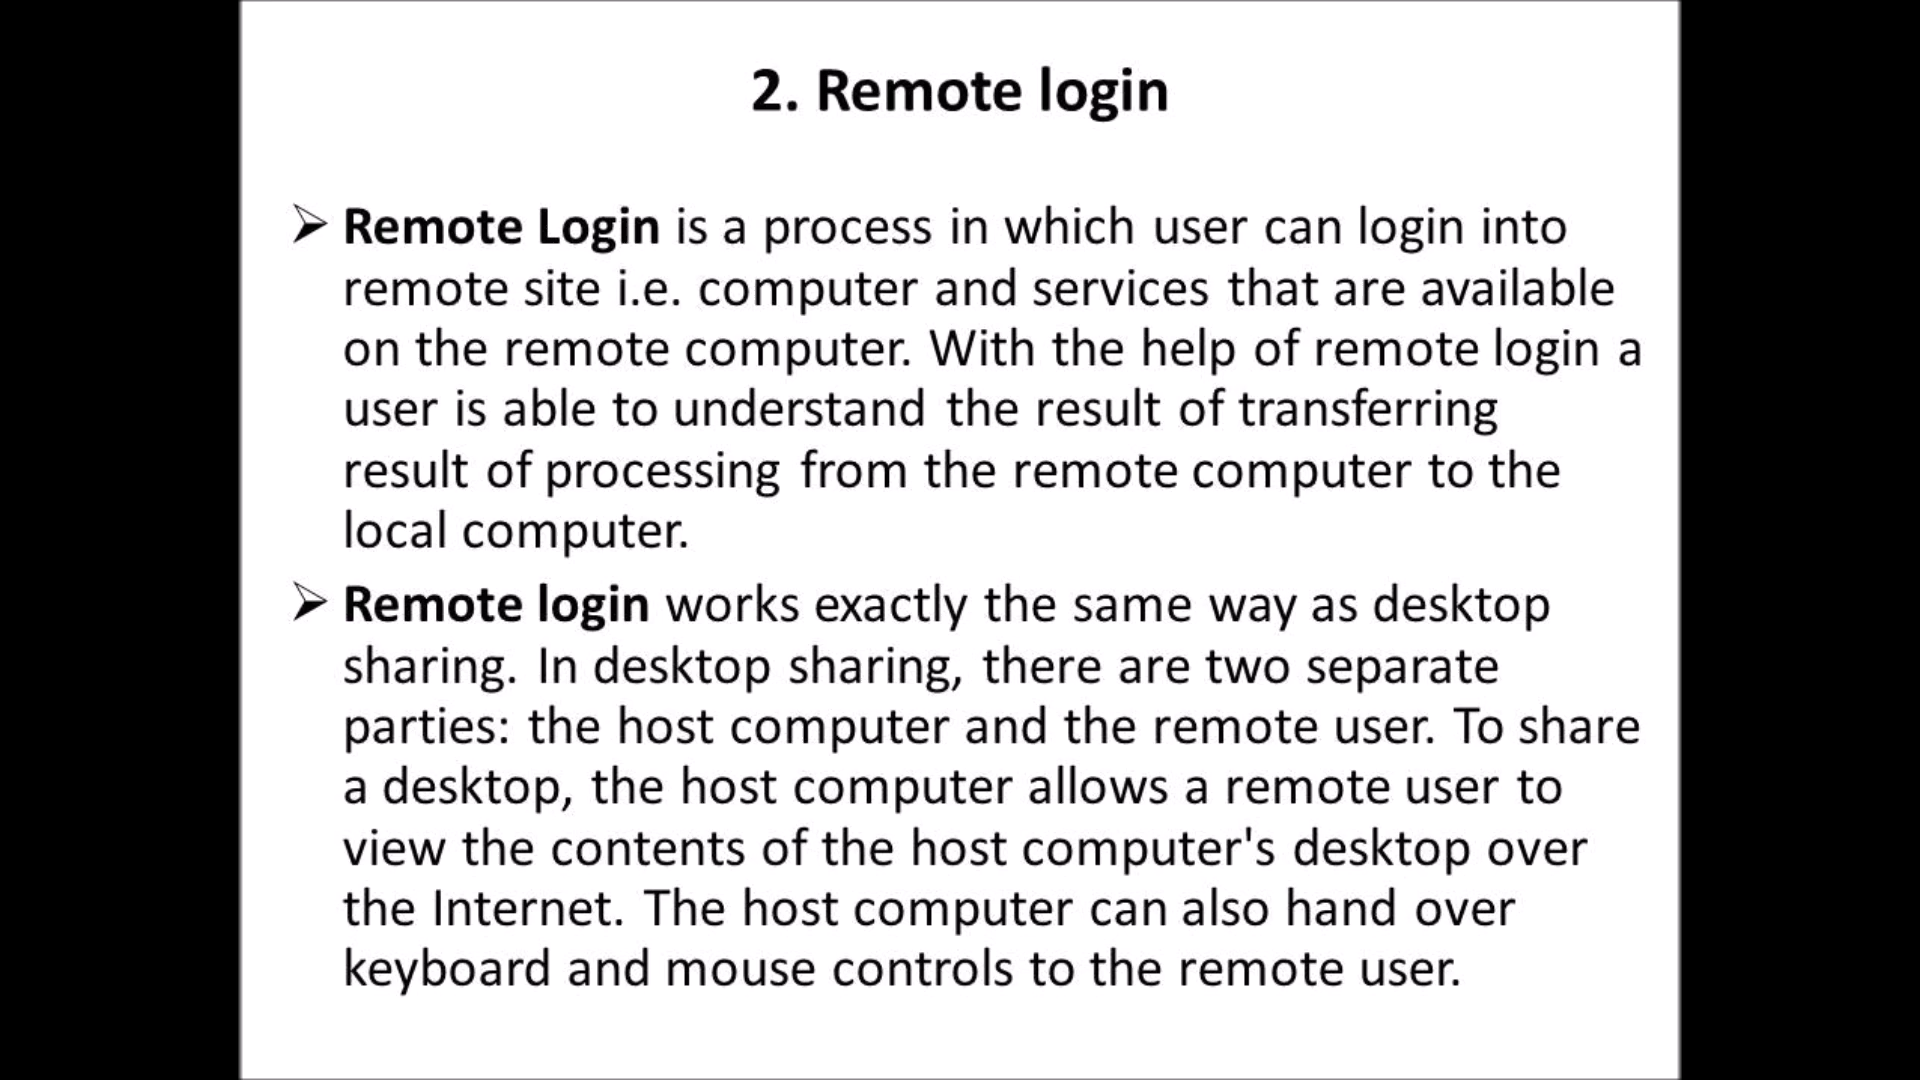 2. Remote login
➢ Remote Login is a process in which user can login into
remote site i.e. computer and services that are available
on the remote computer. With the help of remote login a
user is able to understand the result of transferring
result of processing from the remote computer to the
local computer.
➢ Remote login works exactly the same way as desktop
sharing. In desktop sharing, there are two separate
parties: the host computer and the remote user. To share
a desktop, the host computer allows a remote user to
view the contents of the host computer's desktop over
the Internet. The host computer can also hand over
keyboard and mouse controls to the remote user.